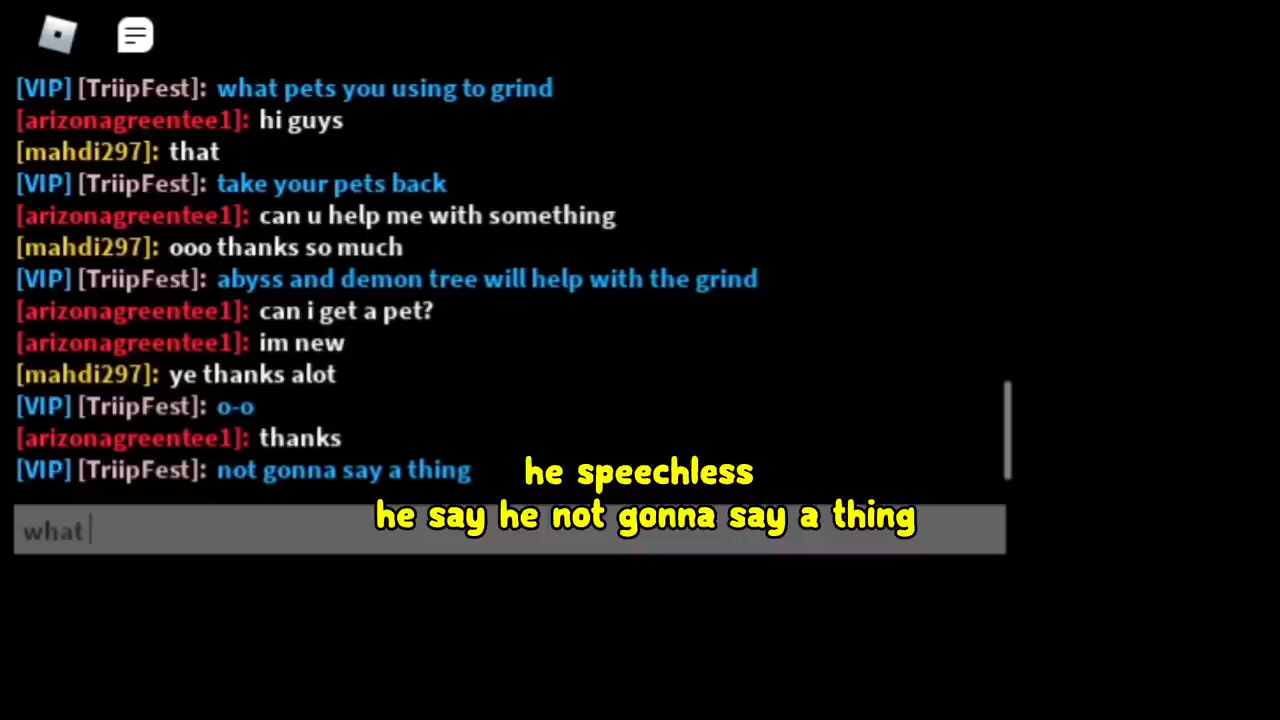 [VIP] [TriipFest]: what pets you using to grind
[arizonagreentee1]: hi guys
[mahdi297]: that
[VIP] [TriipFest]: take your pets back
[arizonagreentee1]: can u help me with something
[mahdi297]: ooo thanks so much
[VIP] [TriipFest]: abyss and demon tree will help with the grind
[arizonagreentee1]: can i get a pet?
[arizonagreentee1]: im new
[mahdi297]: ye thanks alot
[VIP] [TriipFest]: o-o
[arizonagreentee1]: thanks
[VIP] [TriipFest]: not gonna say a thing
he speechless
he say he not gonna say a thing
what